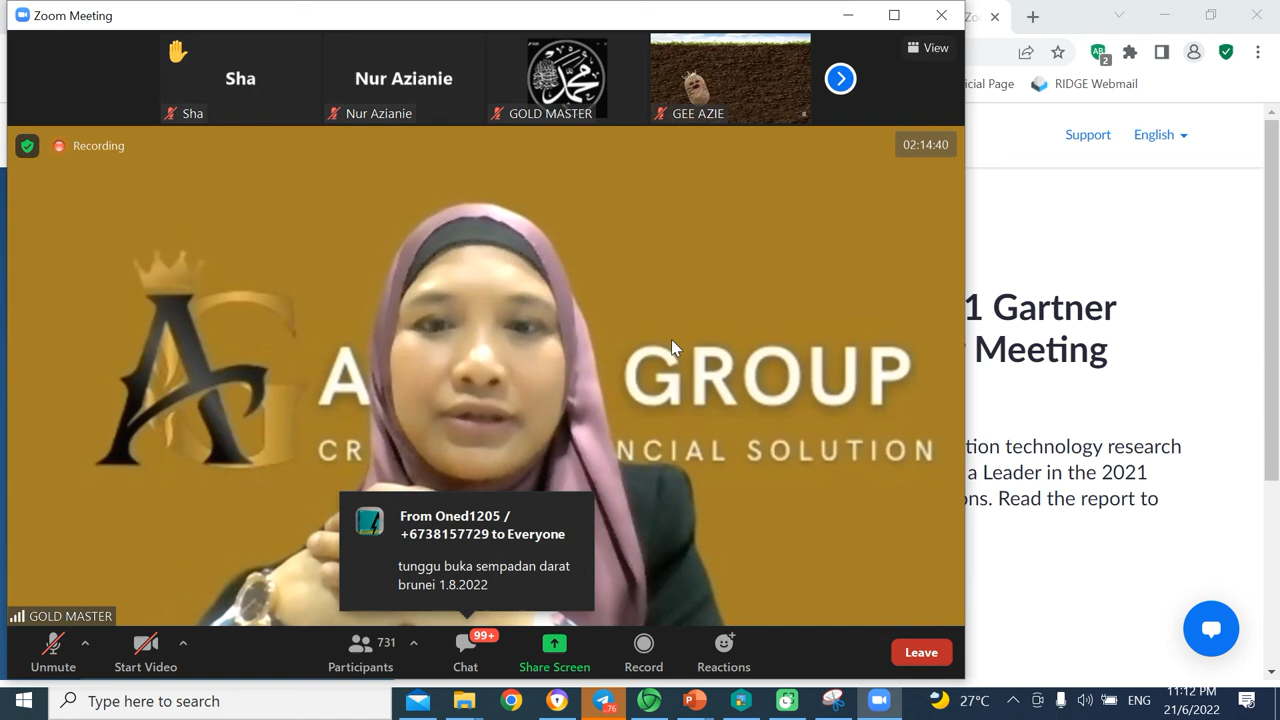 Zoom Meeting
Sha
Nur Azianie
View
Sha
Nur Azianie
GOLD MASTER
GEE AZIE
2
icial Page
RIDGE Webmail
Recording
02:14:40
Support
English
1 Gartner
Meeting
A
GROUP
CR
NCIAL SOLUTION
tion technology research
a Leader in the 2021
ons. Read the report to
From Oned1205 /
+6738157729 to Everyone
tunggu buka sempadan darat
brunei 1.8.2022
GOLD MASTER
731
99+
Unmute
Start Video
Participants
Chat
Share Screen
Record
Reactions
Leave
Type here to search
27°C
ENG
11:12 PM
21/6/2022